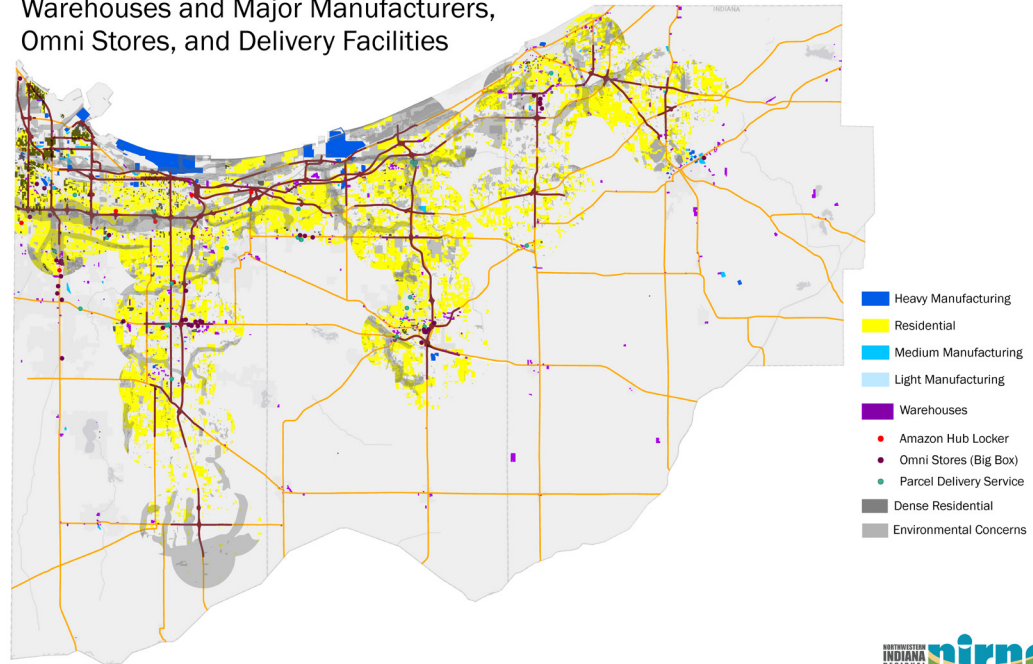 Warehouses and Major Manufacturers,
Omni Stores, and Delivery Facilities
INDIANA
Heavy Manufacturing
Residential
Medium Manufacturing
Light Manufacturing
Warehouses
Amazon Hub Locker
Omni Stores (Big Box)
Parcel Delivery Service
Dense Residential
Environmental Concerns
NORTHWESTERN
INDIANA